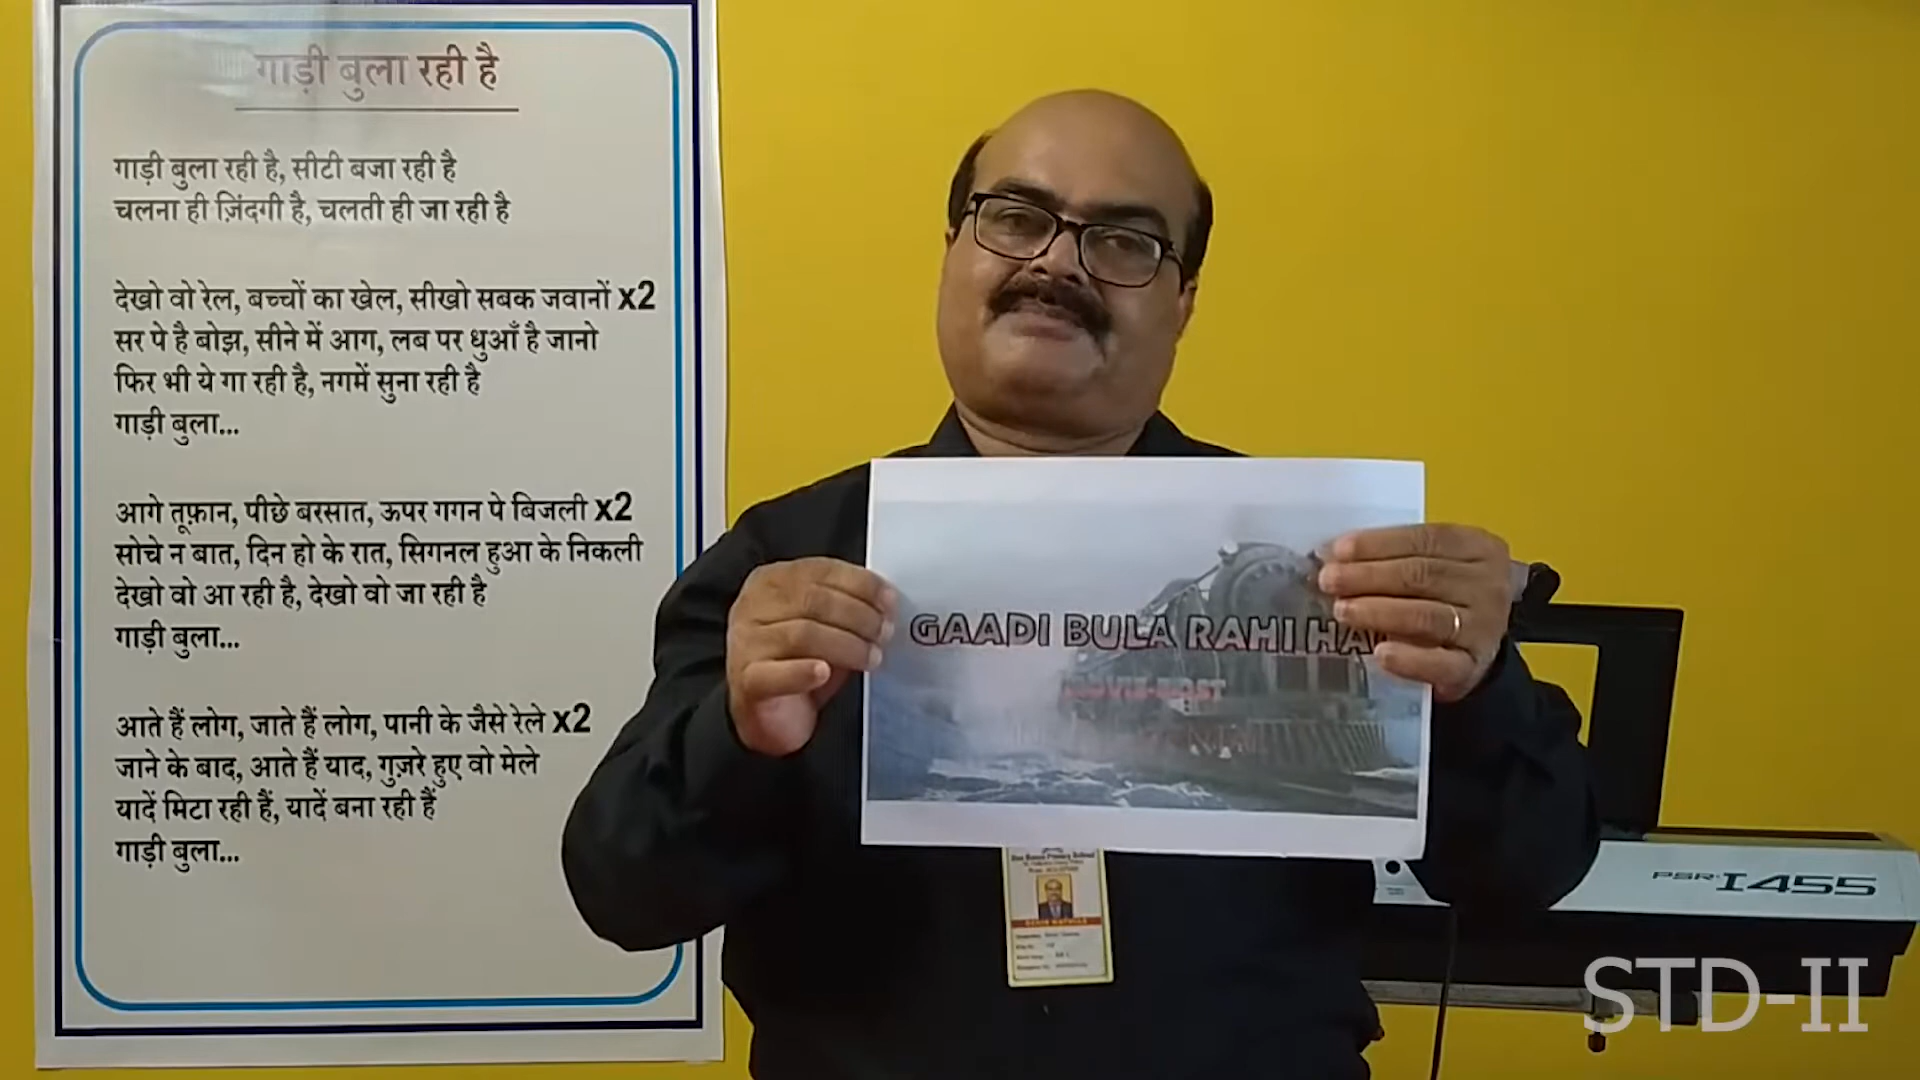 गाड़ी बुला रही है
गाड़ी बुला रही है, सीटी बजा रही है
चलना ही ज़िंदगी है, चलती ही जा रही है
देखो वो रेल, बच्चों का खेल, सीखो सबक जवानों x2
सर पे है बोझ, सीने में आग, लब पर धुआँ है जानो
फिर भी ये गा रही है, नगमें सुना रही है
गाड़ी बुला...
आगे तूफ़ान, पीछे बरसात, ऊपर गगन पे बिजली x2
सोचे न बात, दिन हो के रात, सिगनल हुआ के निकली
देखो वो आ रही है, देखो वो जा रही है
गाड़ी बुला...
आते हैं लोग, जाते हैं लोग, पानी के जैसे रेले x2
जाने के बाद, आते हैं याद, गुज़रे हुए वो मेले
यादें मिटा रही हैं, यादें बना रही हैं
गाड़ी बुला...
GAADI BULA RAHI HA
PSR-I455
STD-II